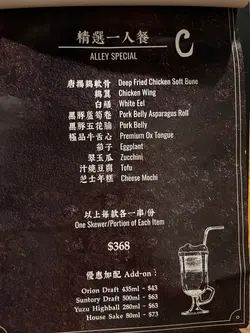 精選一人餐
ALLEY SPECIAL
C
唐揚鷄軟骨 Deep Fried Chicken Soft Bone
鷄翼 Chicken Wing
白鱔 White Eel
黑豚蘆筍卷 Pork Belly Asparagus Roll
黑豚五花腩 Pork Belly
極品牛舌心 Premium Ox Tongue
茄子 Eggplant
翠玉瓜 Zucchini
汁燒豆腐 Tofu
芝士年糕 Cheese Mochi
以上每款各一串/份
One Skewer/Portion of Each Item
$368
優惠加配 Add-on :
Orion Draft 435ml - $43
Suntory Draft 500ml - $63
Yuzu Highball 280ml - $63
House Sake 80ml - $73